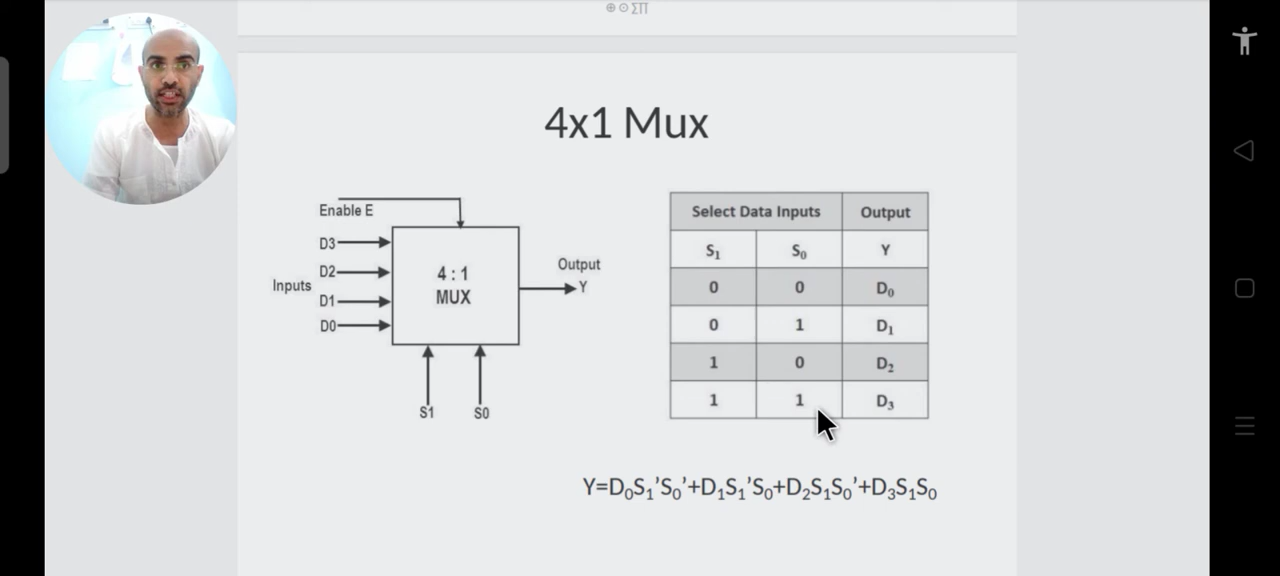 ⊕⊙∑∏
4x1 Mux
Enable E
D3
D2
Inputs
D1
D0
4 : 1
MUX
Output
Y
S1 S0
Select Data Inputs Output
S₁ S₀ Y
0 0 D₀
0 1 D₁
1 0 D₂
1 1 D₃
Y=D₀S₁’S₀’+D₁S₁’S₀+D₂S₁S₀’+D₃S₁S₀